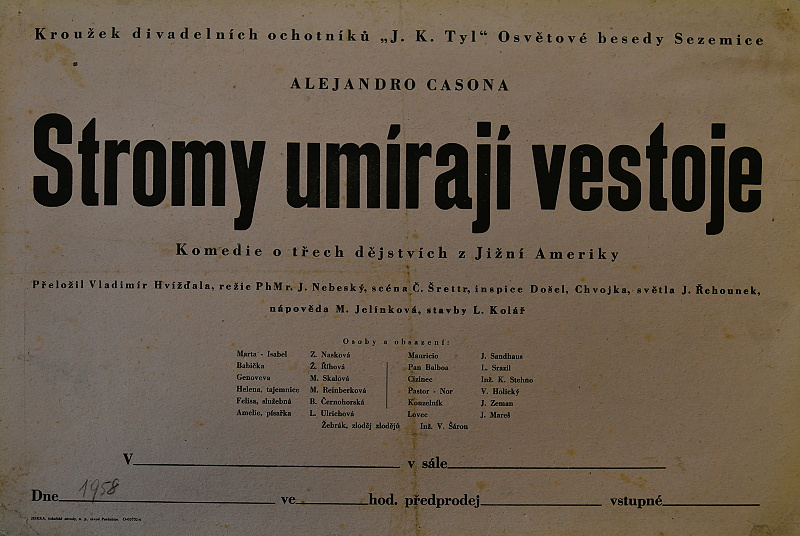 Kroužek divadelních ochotníků „J. K. Tyl“ Osvětové besedy Sezemice
ALEJANDRO CASONA
Stromy umírají vestoje
Komedie o třech dějstvích z Jižní Ameriky
Přeložil Vladimír Hvížďala, režie PhMr. J. Nebeský, scéna Č. Šrettr, inspice Došel, Chvojka, světla J. Řehounek,
nápověda M. Jelínková, stavby L. Kolář
Osoby a obsazení:
Marta - Isabel Z. Nasková Mauricio J. Sandhaus
Babička Ž. Říhová Pan Balboa L. Srazil
Genoveva M. Skalová Cizinec Inž. K. Stehno
Helena, tajemnice M. Reinberková Pastor - Nor V. Holický
Felisa, služebná B. Černohorská Kouzelník J. Zeman
Amelie, písařka L. Ulrichová Lovec J. Mareš
Žebrák, zloděj zlodějů Inž. V. Šáron
V v sále
Dne 1958 ve hod. předprodej vstupné